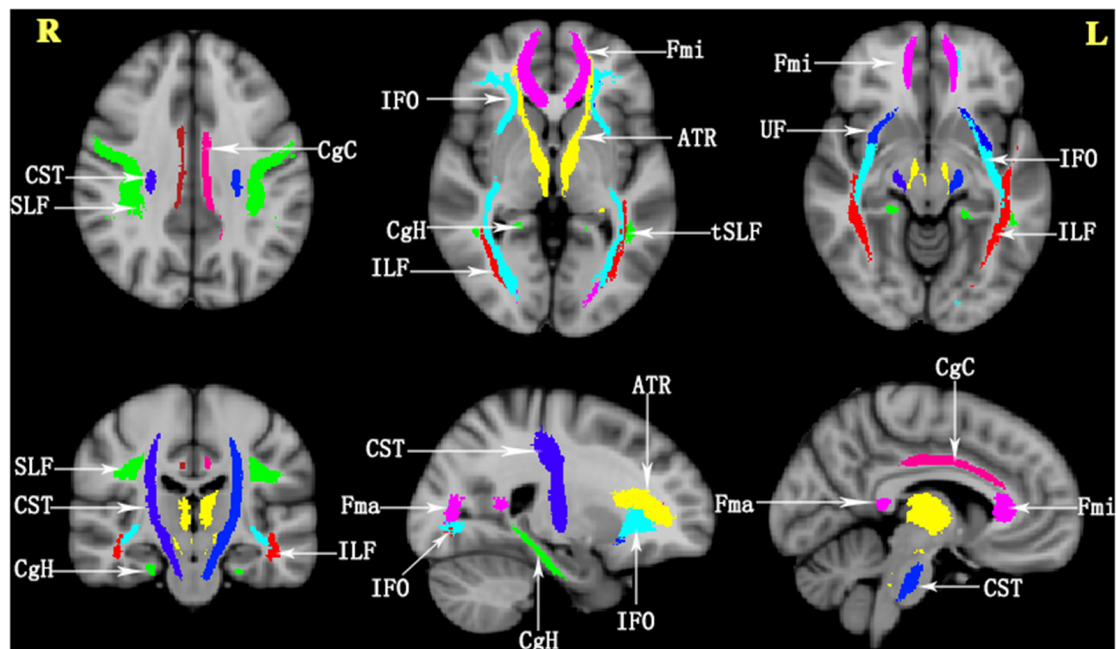 R
L
CST
SLF
CgC
Fmi
IFO
ATR
CgH
ILF
tSLF
Fmi
UF
IFO
ILF
SLF
CST
CgH
ILF
ATR
CST
Fma
IFO
CgH
IFO
CgC
Fma
Fmi
CST